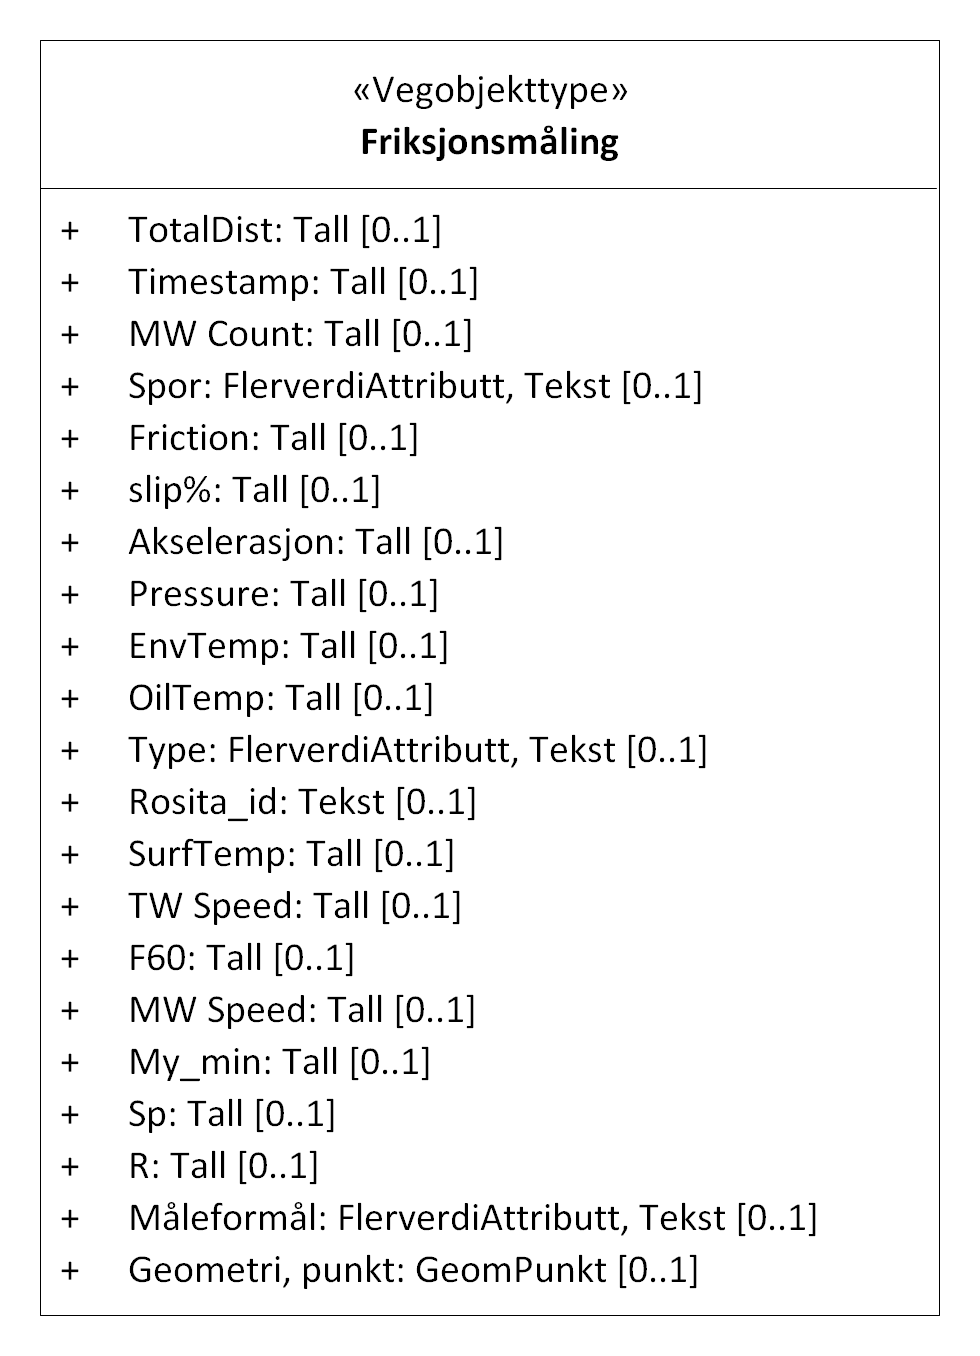 «Vegobjekttype»
Friksjonsmåling
+ TotalDist: Tall [0..1]
+ Timestamp: Tall [0..1]
+ MW Count: Tall [0..1]
+ Spor: FlerverdiAttributt, Tekst [0..1]
+ Friction: Tall [0..1]
+ slip%: Tall [0..1]
+ Akselerasjon: Tall [0..1]
+ Pressure: Tall [0..1]
+ EnvTemp: Tall [0..1]
+ OilTemp: Tall [0..1]
+ Type: FlerverdiAttributt, Tekst [0..1]
+ Rosita_id: Tekst [0..1]
+ SurfTemp: Tall [0..1]
+ TW Speed: Tall [0..1]
+ F60: Tall [0..1]
+ MW Speed: Tall [0..1]
+ My_min: Tall [0..1]
+ Sp: Tall [0..1]
+ R: Tall [0..1]
+ Måleformål: FlerverdiAttributt, Tekst [0..1]
+ Geometri, punkt: GeomPunkt [0..1]